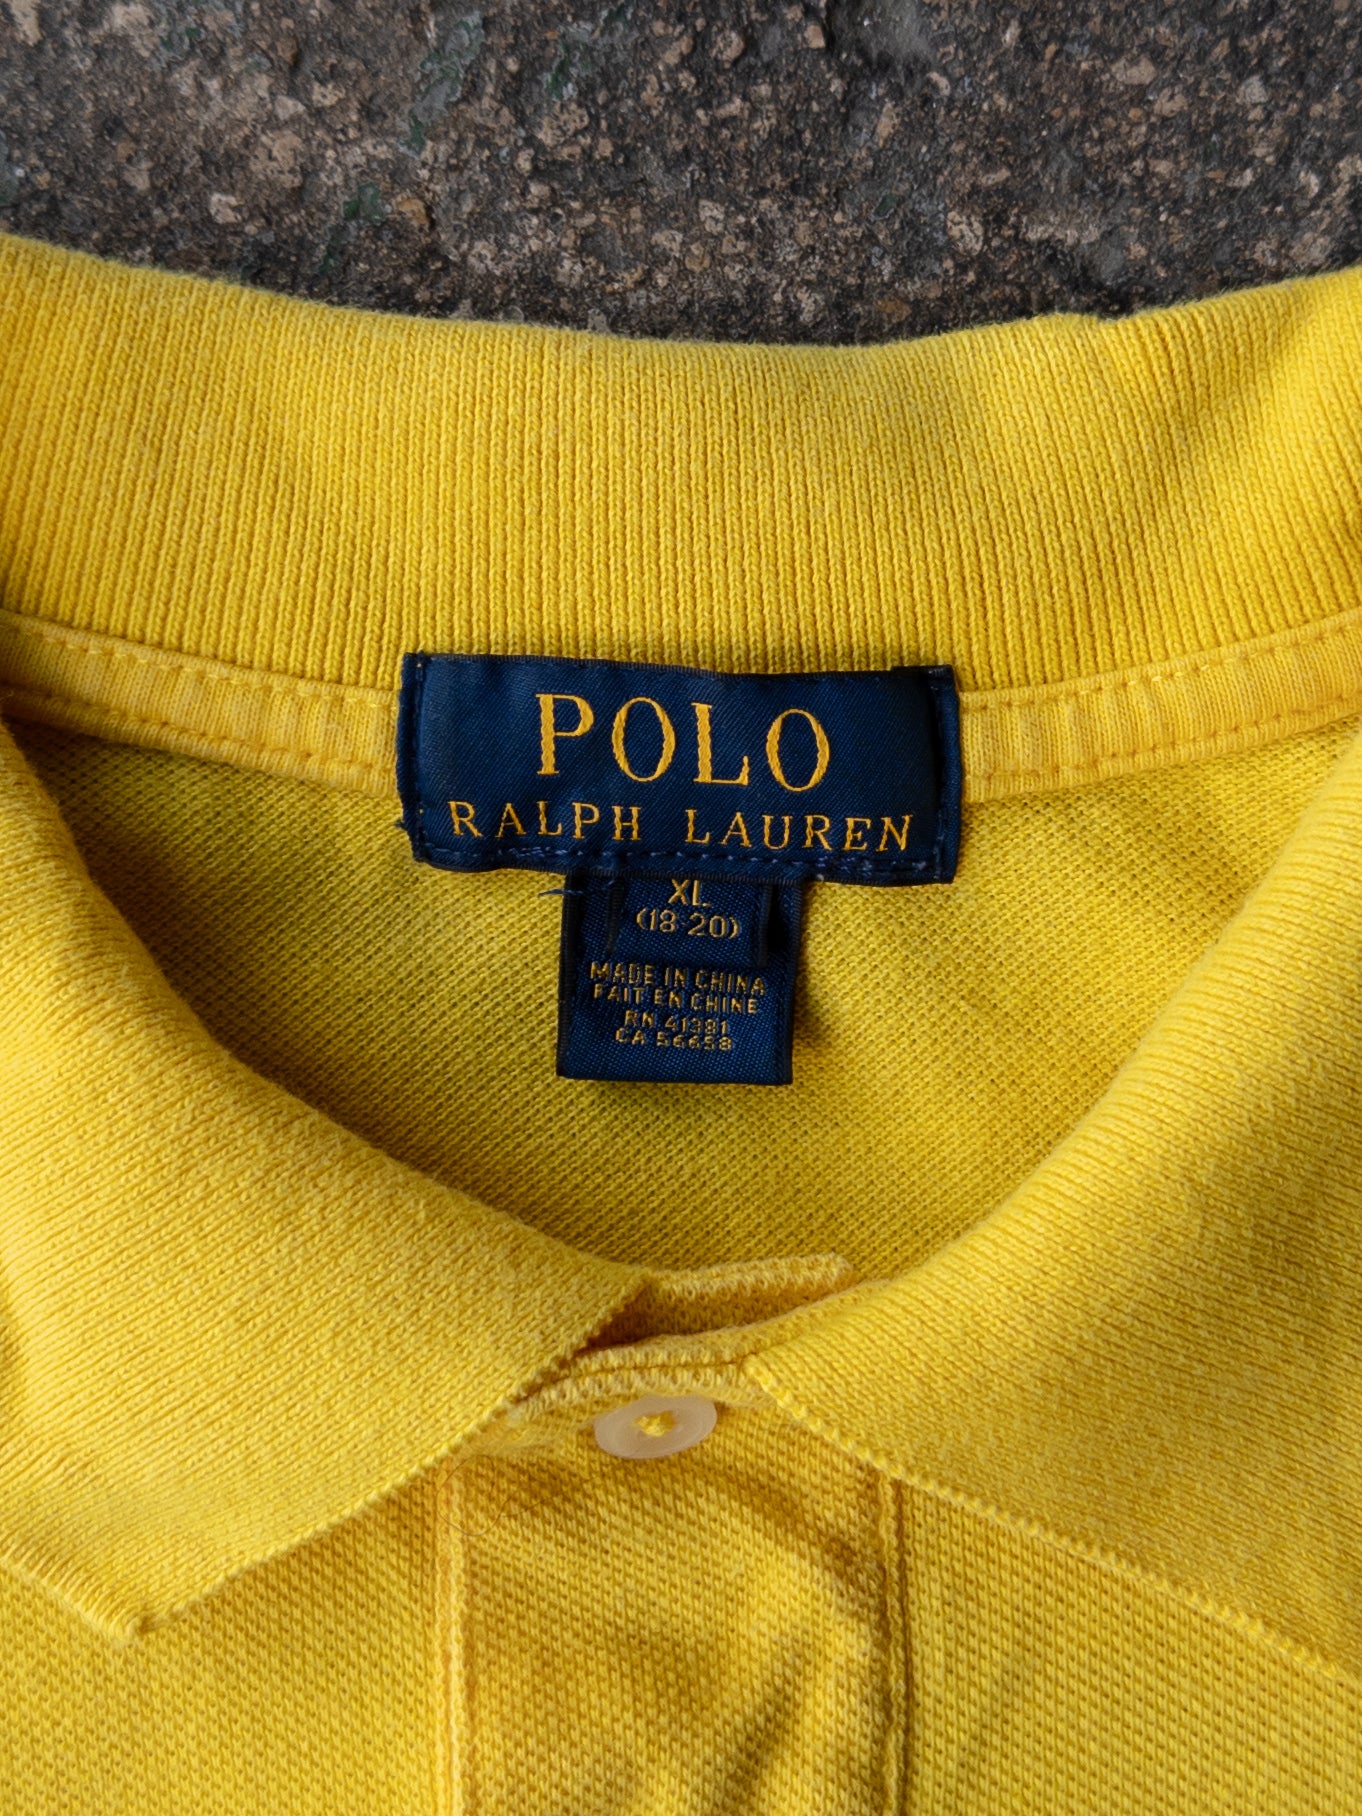 POLO
RALPH LAUREN
XL
(18-20)
MADE IN CHINA
FAIT EN CHINE
RN 41381
CA 56658